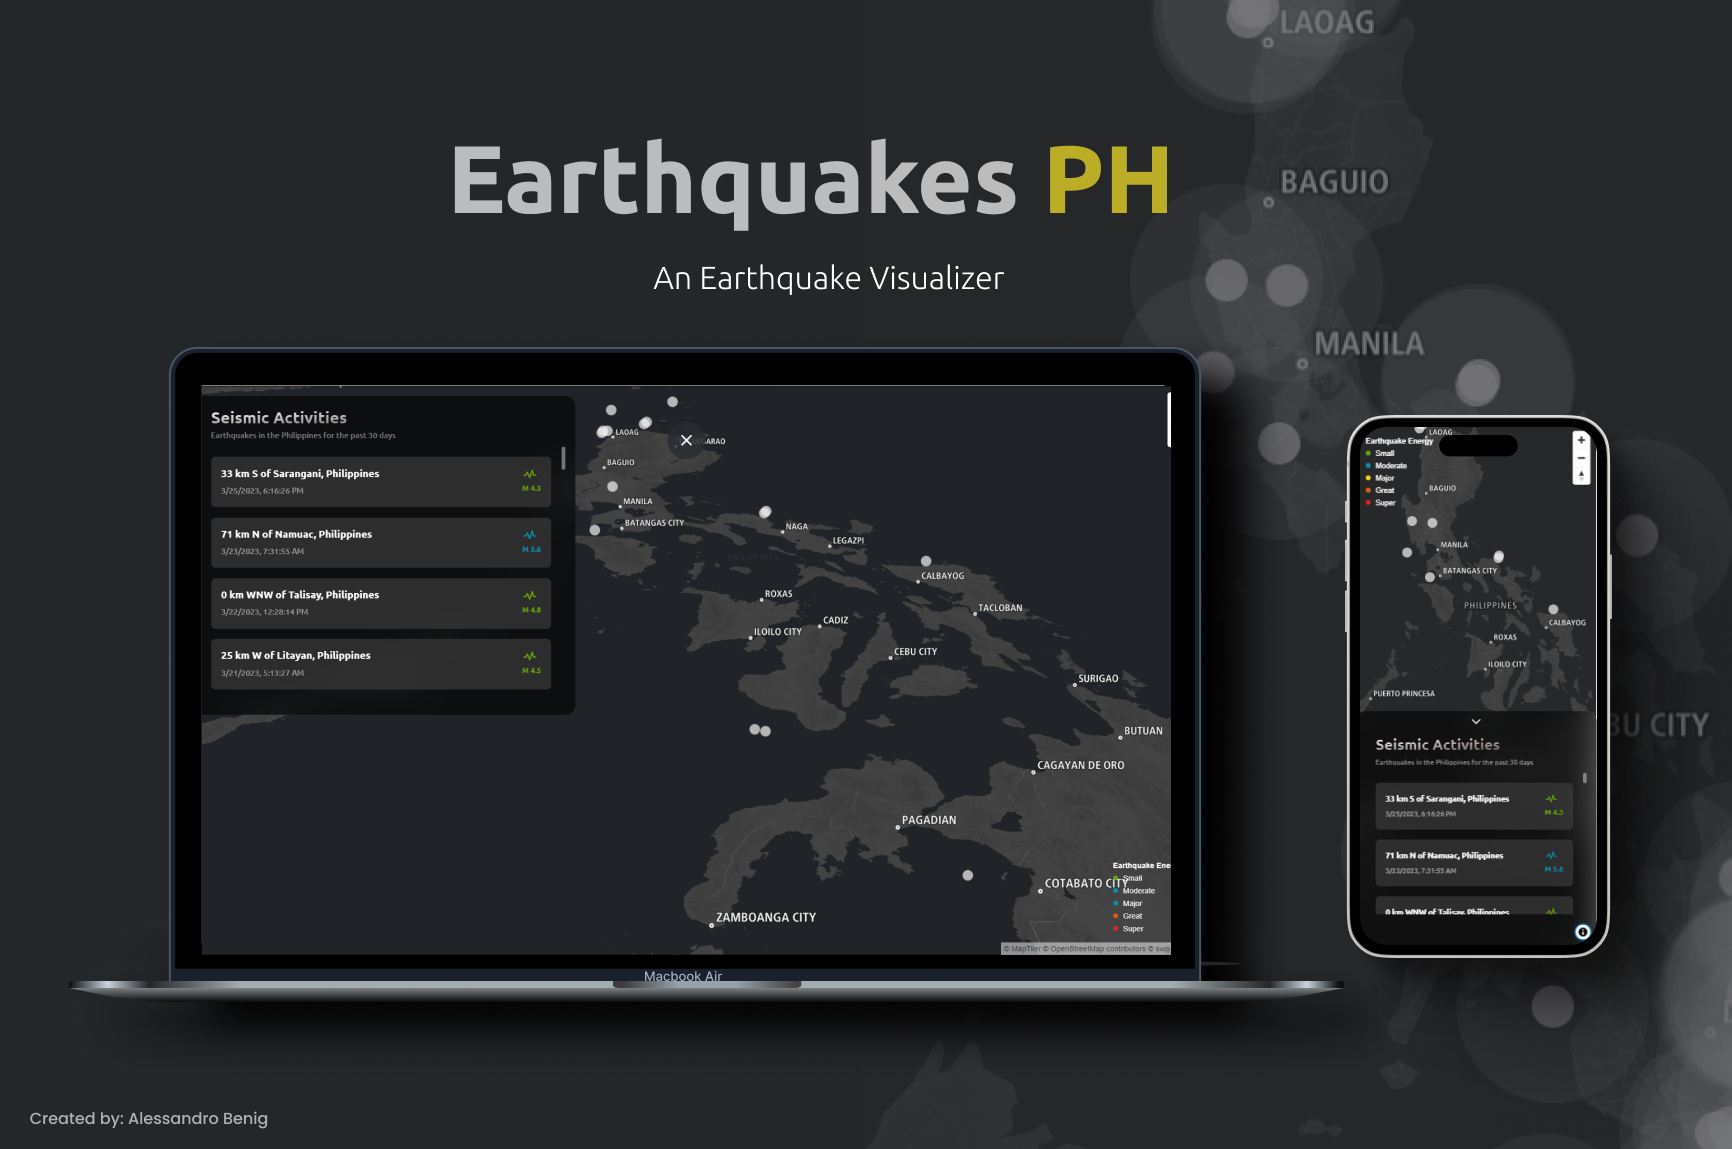 LAOAG
BAGUIO
MANILA
Earthquakes PH
An Earthquake Visualizer
Seismic Activities
Earthquakes in the Philippines for the past 30 days
33 km S of Sarangani, Philippines
3/25/2023, 6:16:26 PM
M 4.3
71 km N of Namuac, Philippines
3/23/2023, 7:31:55 AM
M 5.6
0 km WNW of Talisay, Philippines
3/22/2023, 12:28:14 PM
M 4.8
25 km W of Litayan, Philippines
3/21/2023, 5:13:27 AM
M 4.5
LAOAG
BAGUIO
MANILA
BATANGAS CITY
NAGA
LEGAZPI
PHILIPPINES
CALBAYOG
ROXAS
TACLOBAN
CADIZ
ILOILO CITY
CEBU CITY
SURIGAO
BUTUAN
CAGAYAN DE ORO
PAGADIAN
COTABATO CITY
ZAMBOANGA CITY
Earthquake Ene
Small
Moderate
Major
Great
Super
© MapTiler © OpenStreetMap contributors © swis
Macbook Air
LAOAG
Earthquake Energy
Small
Moderate
Major
Great
Super
BAGUIO
MANILA
BATANGAS CITY
PHILIPPINES
CALBAYOG
ROXAS
ILOILO CITY
PUERTO PRINCESA
Seismic Activities
Earthquakes in the Philippines for the past 30 days
33 km S of Sarangani, Philippines
3/25/2023, 6:16:26 PM
M 4.3
71 km N of Namuac, Philippines
3/23/2023, 7:31:55 AM
M 5.6
0 km WNW of Talisay, Philippines
BU CITY
Created by: Alessandro Benig